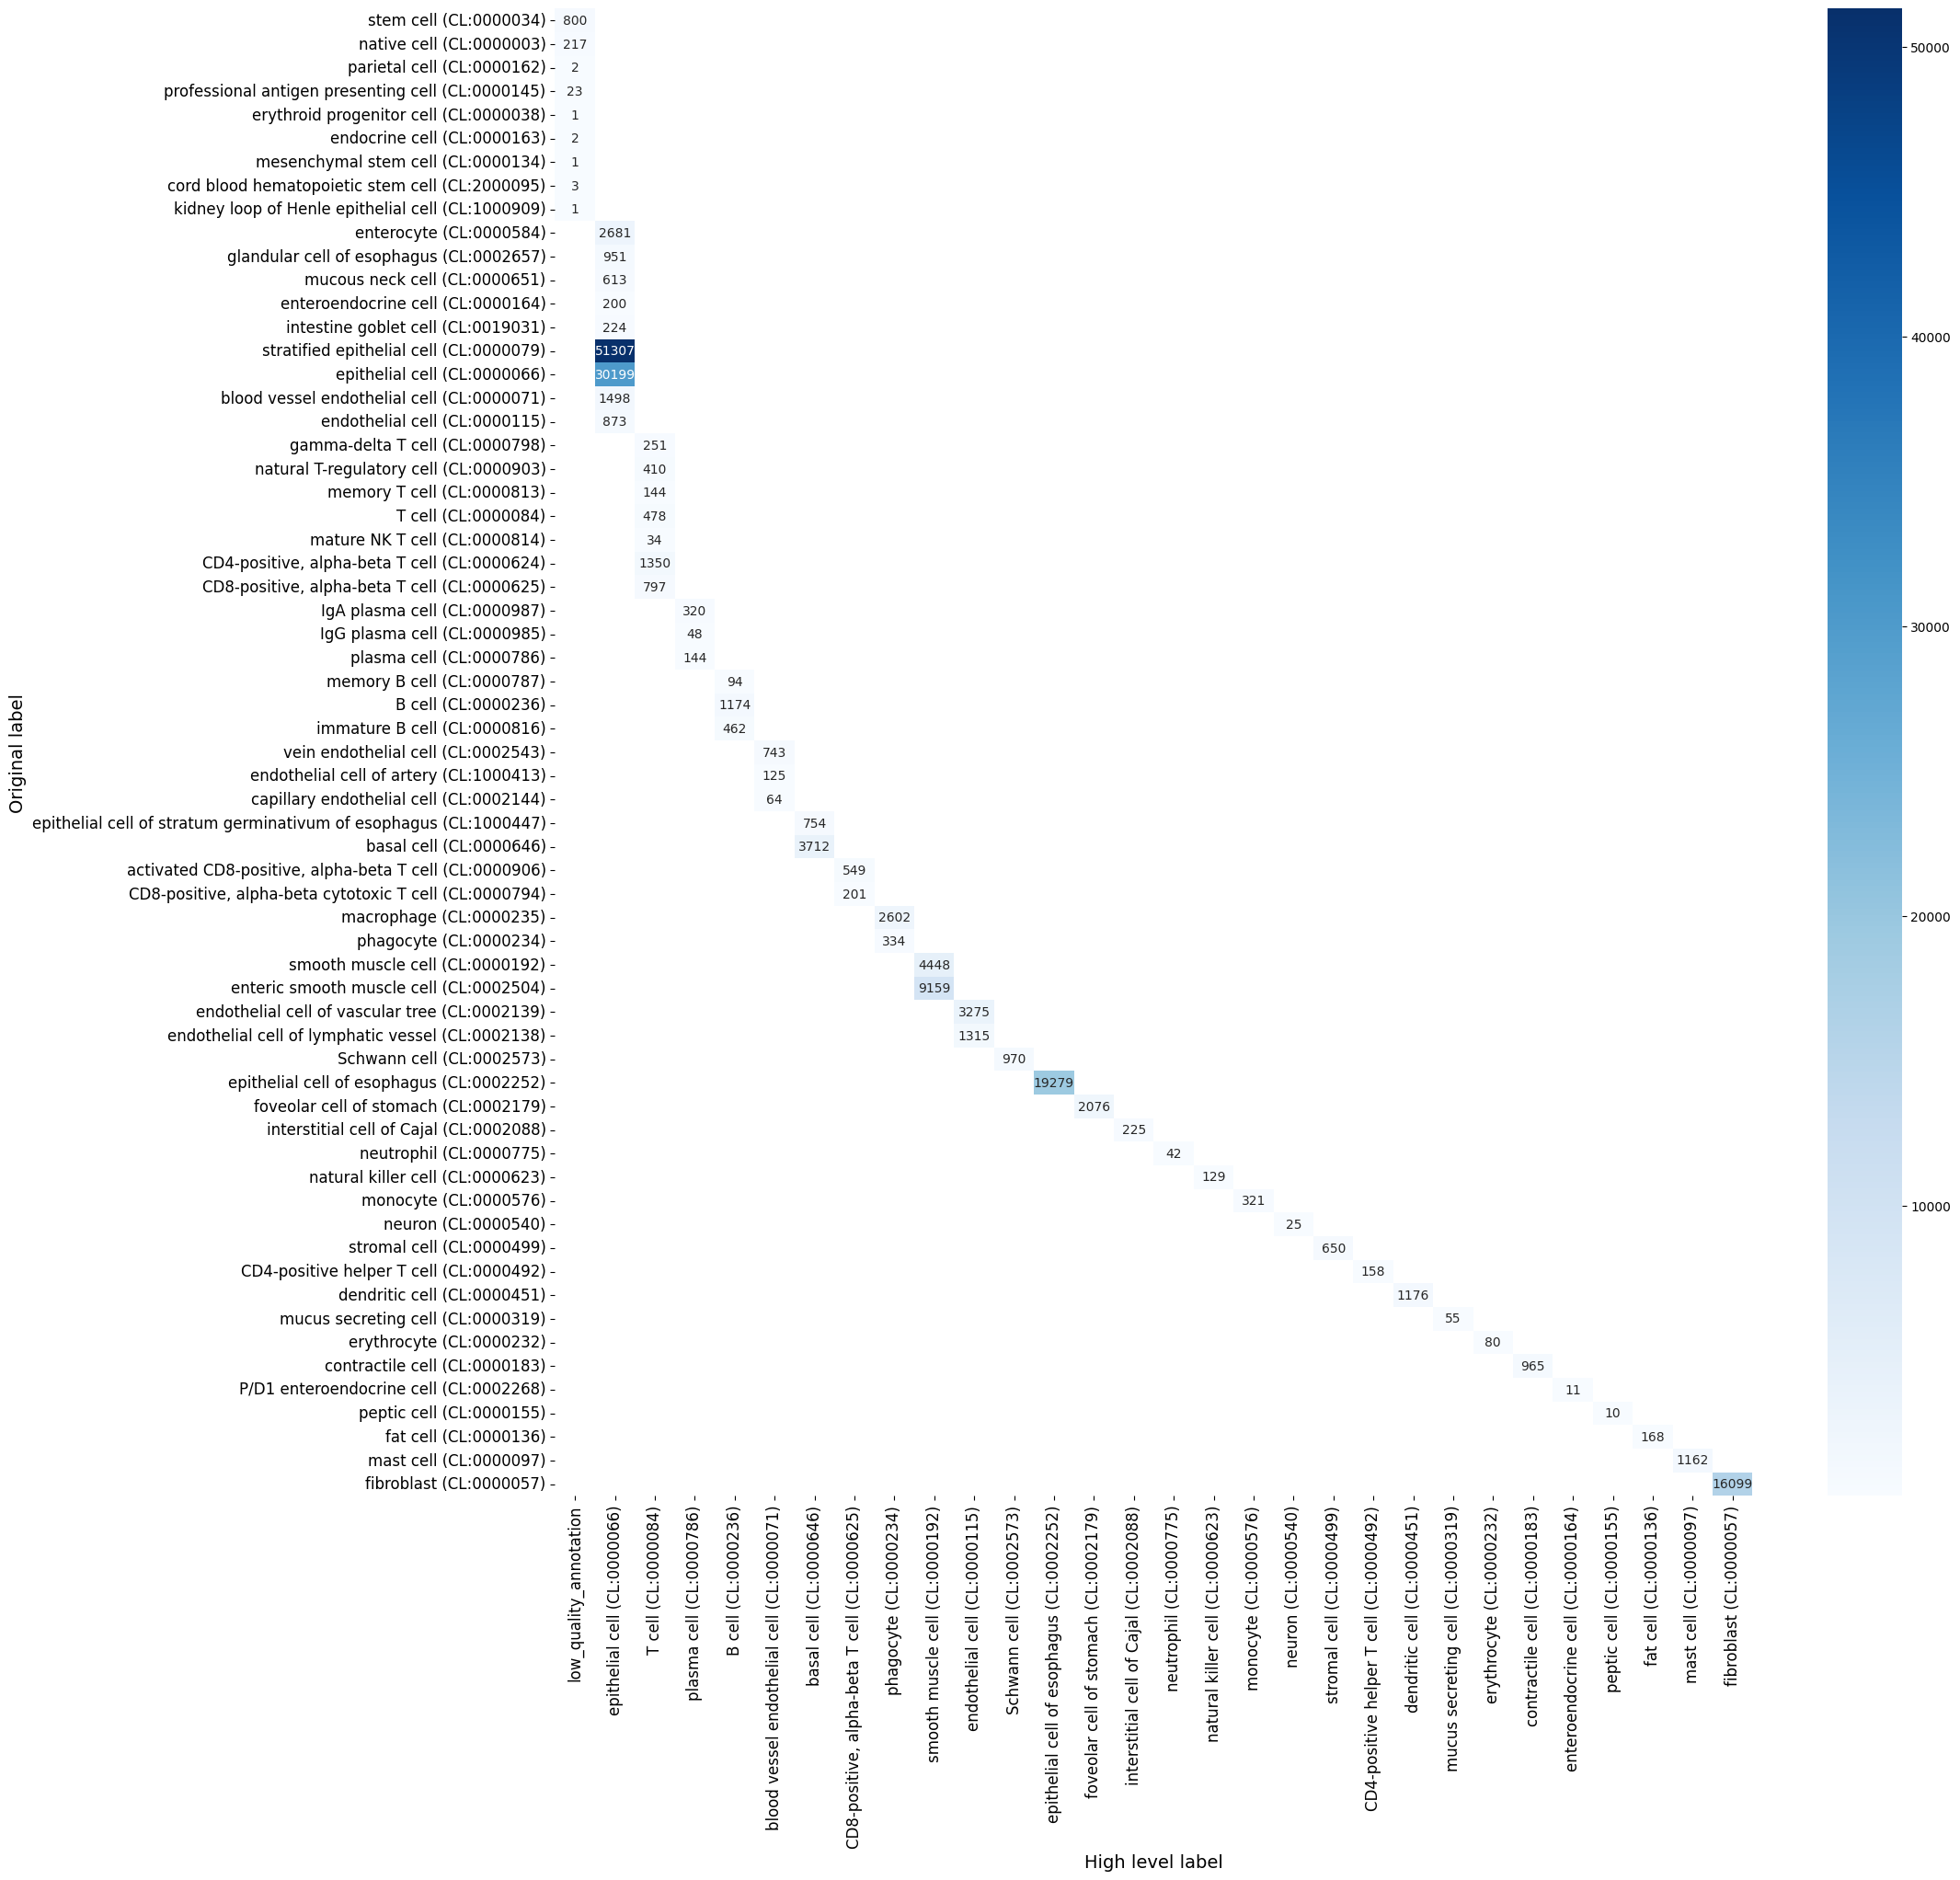 stem cell (CL:0000034) 800
native cell (CL:0000003) 217
parietal cell (CL:0000162) 2
professional antigen presenting cell (CL:0000145) 23
erythroid progenitor cell (CL:0000038) 1
endocrine cell (CL:0000163) 2
mesenchymal stem cell (CL:0000134) 1
cord blood hematopoietic stem cell (CL:2000095) 3
kidney loop of Henle epithelial cell (CL:1000909) 1
enterocyte (CL:0000584) 2681
glandular cell of esophagus (CL:0002657) 951
mucous neck cell (CL:0000651) 613
enteroendocrine cell (CL:0000164) 200
intestine goblet cell (CL:0019031) 224
stratified epithelial cell (CL:0000079) 51307
epithelial cell (CL:0000066) 30199
blood vessel endothelial cell (CL:0000071) 1498
endothelial cell (CL:0000115) 873
gamma-delta T cell (CL:0000798) 251
natural T-regulatory cell (CL:0000903) 410
memory T cell (CL:0000813) 144
T cell (CL:0000084) 478
mature NK T cell (CL:0000814) 34
CD4-positive, alpha-beta T cell (CL:0000624) 1350
CD8-positive, alpha-beta T cell (CL:0000625) 797
IgA plasma cell (CL:0000987) 320
IgG plasma cell (CL:0000985) 48
plasma cell (CL:0000786) 144
memory B cell (CL:0000787) 94
B cell (CL:0000236) 1174
immature B cell (CL:0000816) 462
vein endothelial cell (CL:0002543) 743
endothelial cell of artery (CL:1000413) 125
capillary endothelial cell (CL:0002144) 64
epithelial cell of stratum germinativum of esophagus (CL:1000447) 754
basal cell (CL:0000646) 3712
activated CD8-positive, alpha-beta T cell (CL:0000906) 549
CD8-positive, alpha-beta cytotoxic T cell (CL:0000794) 201
macrophage (CL:0000235) 2602
phagocyte (CL:0000234) 334
smooth muscle cell (CL:0000192) 4448
enteric smooth muscle cell (CL:0002504) 9159
endothelial cell of vascular tree (CL:0002139) 3275
endothelial cell of lymphatic vessel (CL:0002138) 1315
Schwann cell (CL:0002573) 970
epithelial cell of esophagus (CL:0002252) 19279
foveolar cell of stomach (CL:0002179) 2076
interstitial cell of Cajal (CL:0002088) 225
neutrophil (CL:0000775) 42
natural killer cell (CL:0000623) 129
monocyte (CL:0000576) 321
neuron (CL:0000540) 25
stromal cell (CL:0000499) 650
CD4-positive helper T cell (CL:0000492) 158
dendritic cell (CL:0000451) 1176
mucus secreting cell (CL:0000319) 55
erythrocyte (CL:0000232) 80
contractile cell (CL:0000183) 965
P/D1 enteroendocrine cell (CL:0002268) 11
peptic cell (CL:0000155) 10
fat cell (CL:0000136) 168
mast cell (CL:0000097) 1162
fibroblast (CL:0000057) 16099
Original label
low_quality_annotation
epithelial cell (CL:0000066)
T cell (CL:0000084)
plasma cell (CL:0000786)
B cell (CL:0000236)
blood vessel endothelial cell (CL:0000071)
basal cell (CL:0000646)
CD8-positive, alpha-beta T cell (CL:0000625)
phagocyte (CL:0000234)
smooth muscle cell (CL:0000192)
endothelial cell (CL:0000115)
Schwann cell (CL:0002573)
epithelial cell of esophagus (CL:0002252)
foveolar cell of stomach (CL:0002179)
interstitial cell of Cajal (CL:0002088)
neutrophil (CL:0000775)
natural killer cell (CL:0000623)
monocyte (CL:0000576)
neuron (CL:0000540)
stromal cell (CL:0000499)
CD4-positive helper T cell (CL:0000492)
dendritic cell (CL:0000451)
mucus secreting cell (CL:0000319)
erythrocyte (CL:0000232)
contractile cell (CL:0000183)
enteroendocrine cell (CL:0000164)
peptic cell (CL:0000155)
fat cell (CL:0000136)
mast cell (CL:0000097)
fibroblast (CL:0000057)
High level label
50000
40000
30000
20000
10000